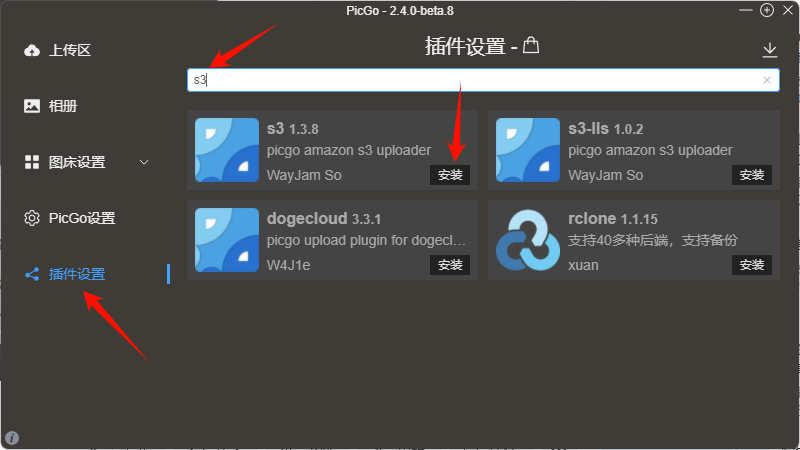 PicGo - 2.4.0-beta.8
上传区
相册
图床设置
PicGo设置
插件设置
插件设置 -
s3
s3 1.3.8
picgo amazon s3 uploader
WayJam So
安装
s3-lls 1.0.2
picgo amazon s3 uploader
WayJam So
安装
dogecloud 3.3.1
picgo upload plugin for dogecl...
W4J1e
安装
rclone 1.1.15
支持40多种后端，支持备份
xuan
安装